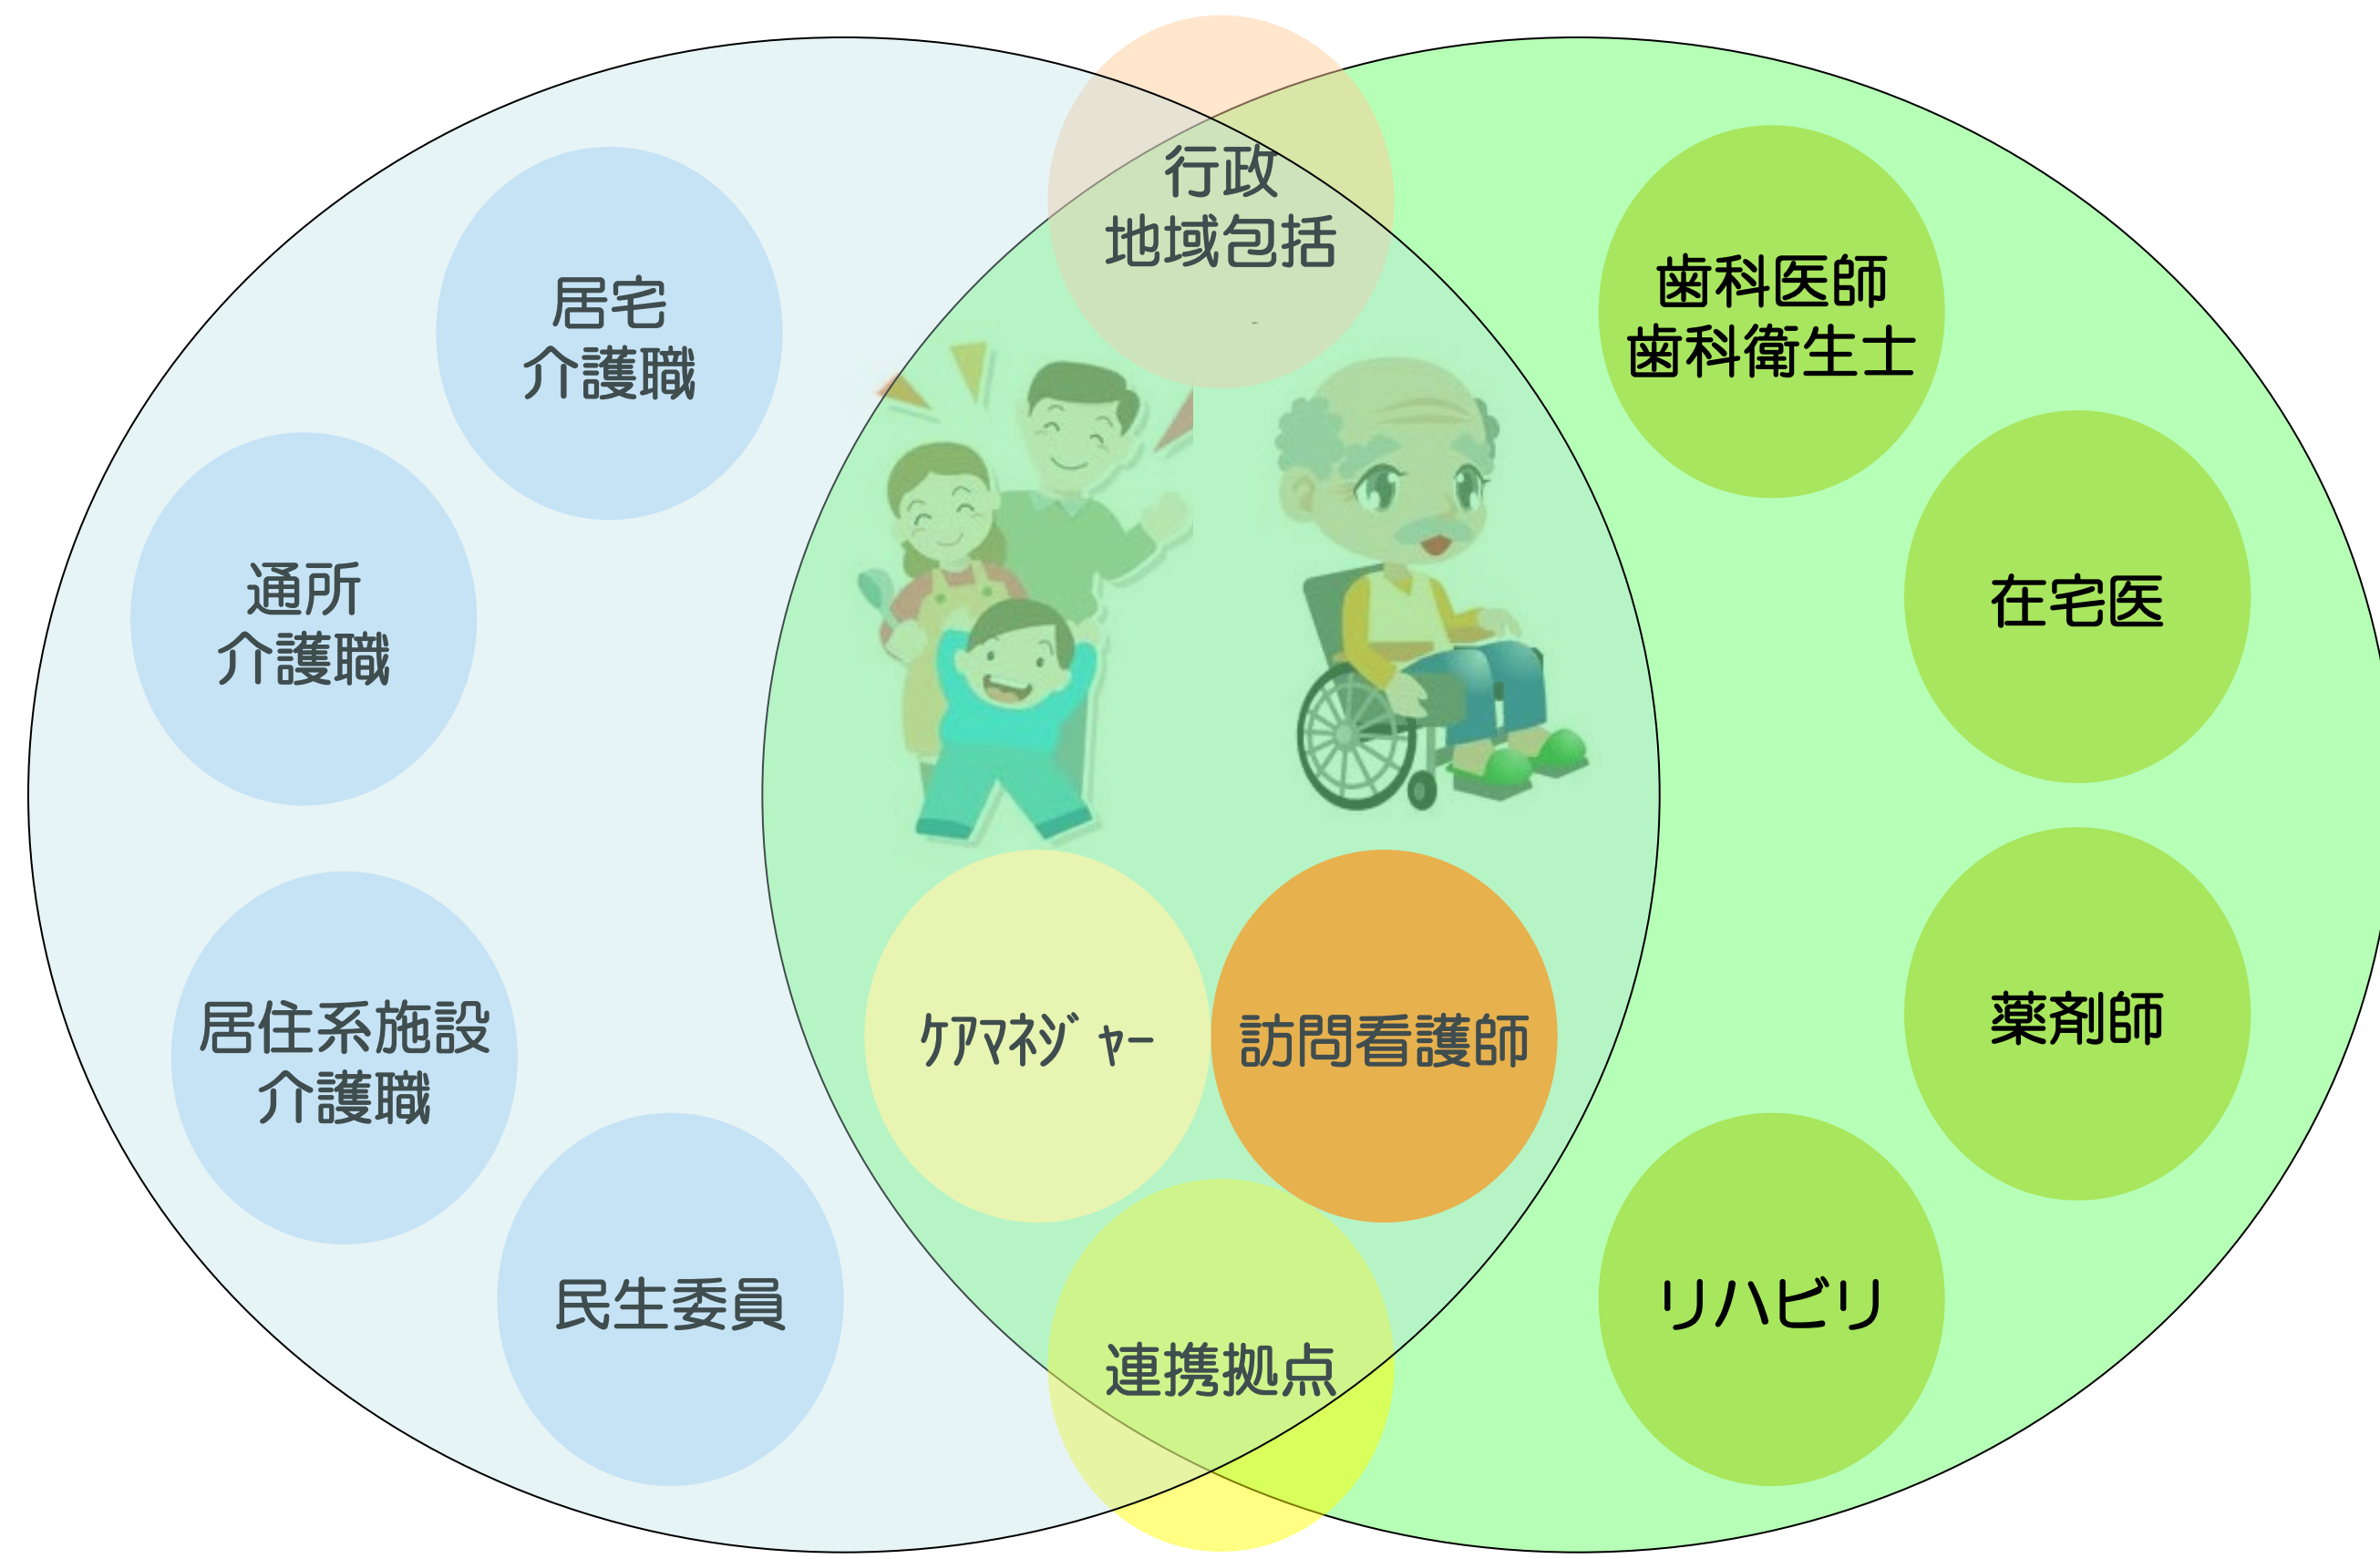 行政
地域包括
居宅
介護職
歯科医師
歯科衛生士
通所
介護職
在宅医
居住系施設
介護職
ｹｱﾏﾈｼﾞｬｰ
訪問看護師
薬剤師
民生委員
リハビリ
連携拠点